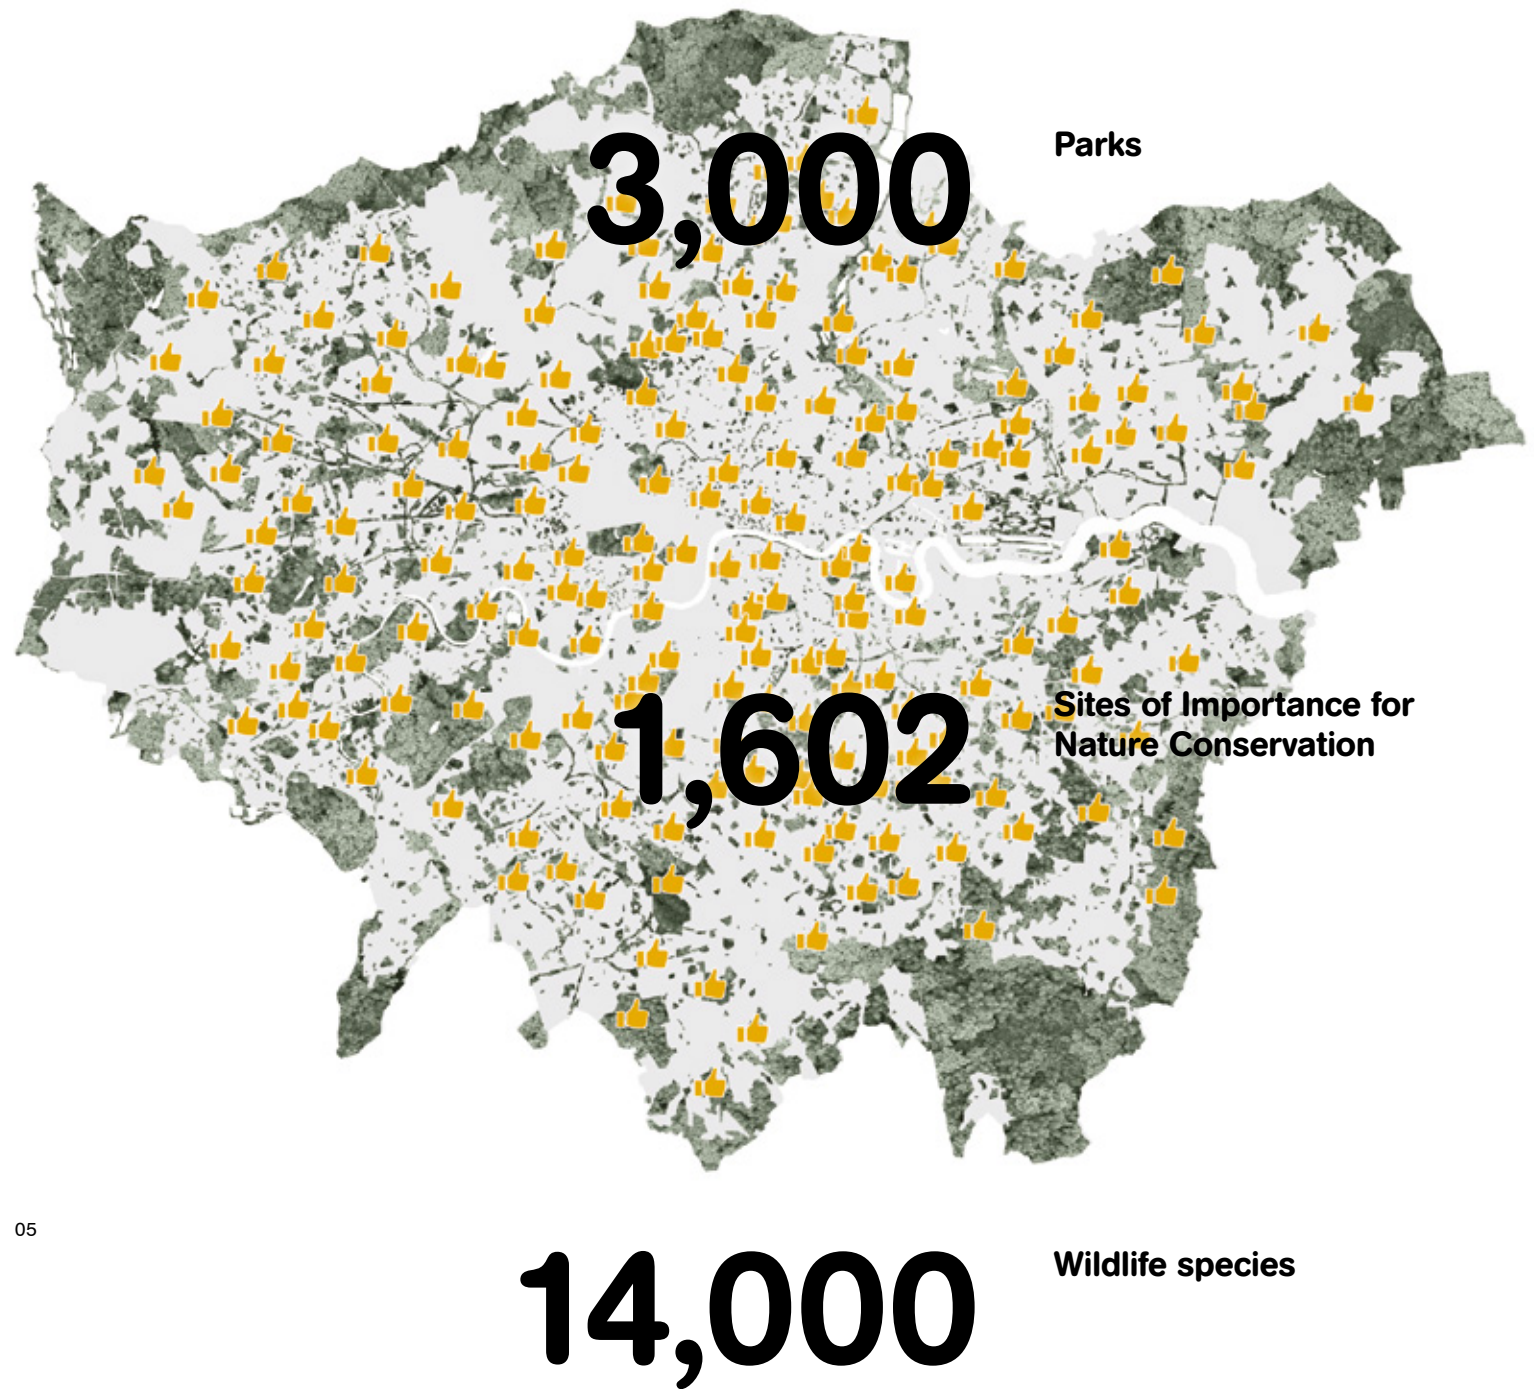 3,000
Parks
1,602
Sites of Importance for
Nature Conservation
05
14,000
Wildlife species